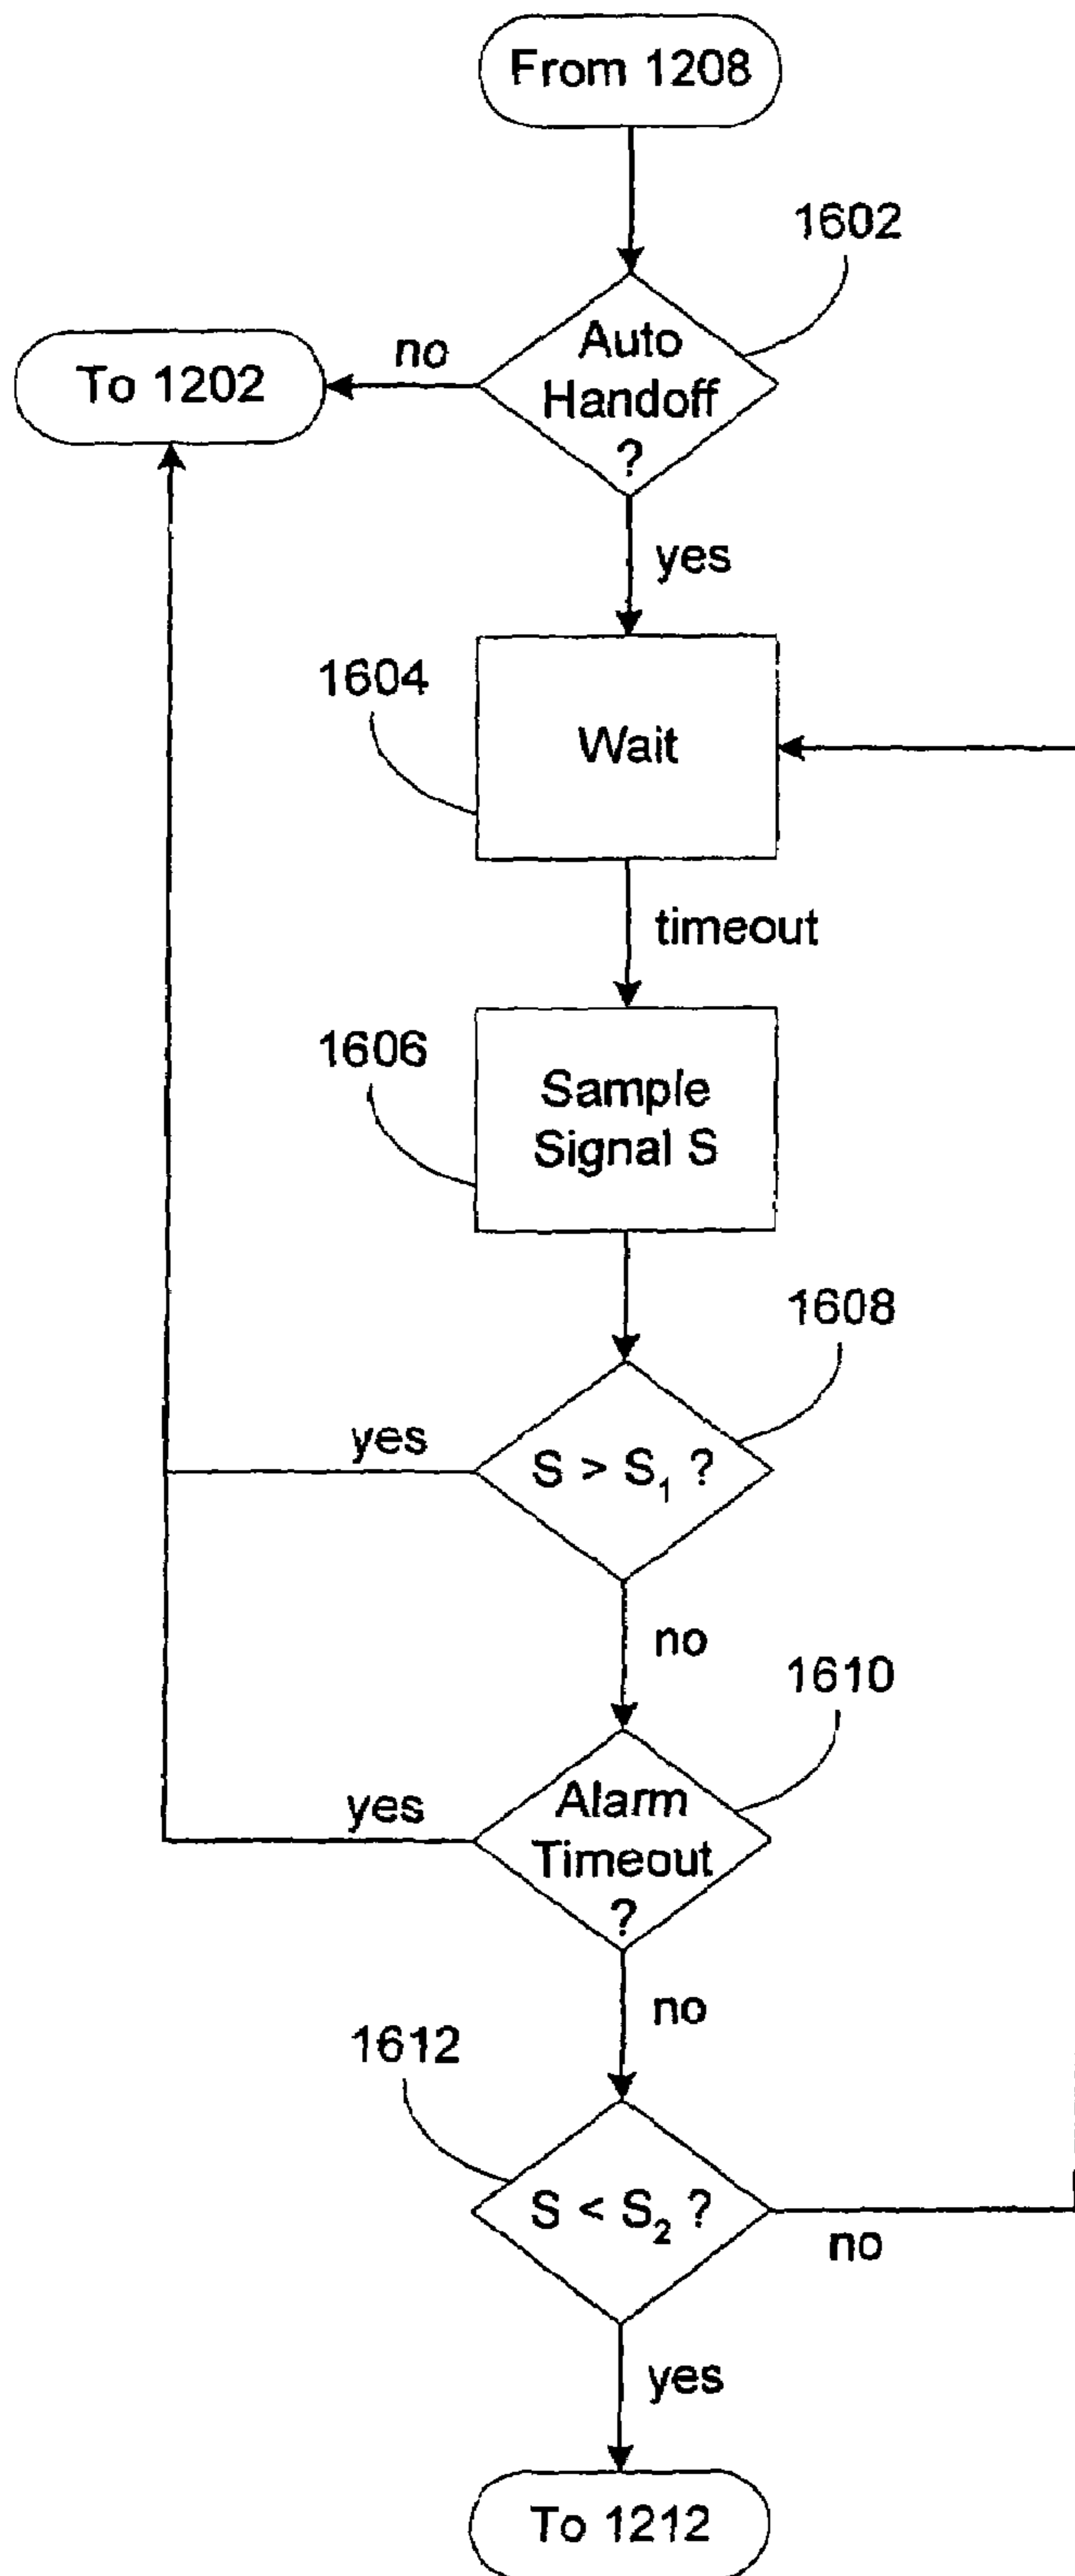 From 1208
1602
Auto
Handoff
?
no
To 1202
yes
1604
Wait
timeout
1606
Sample
Signal S
1608
S > S₁ ?
yes
no
1610
Alarm
Timeout
?
yes
no
1612
S < S₂ ?
no
yes
To 1212